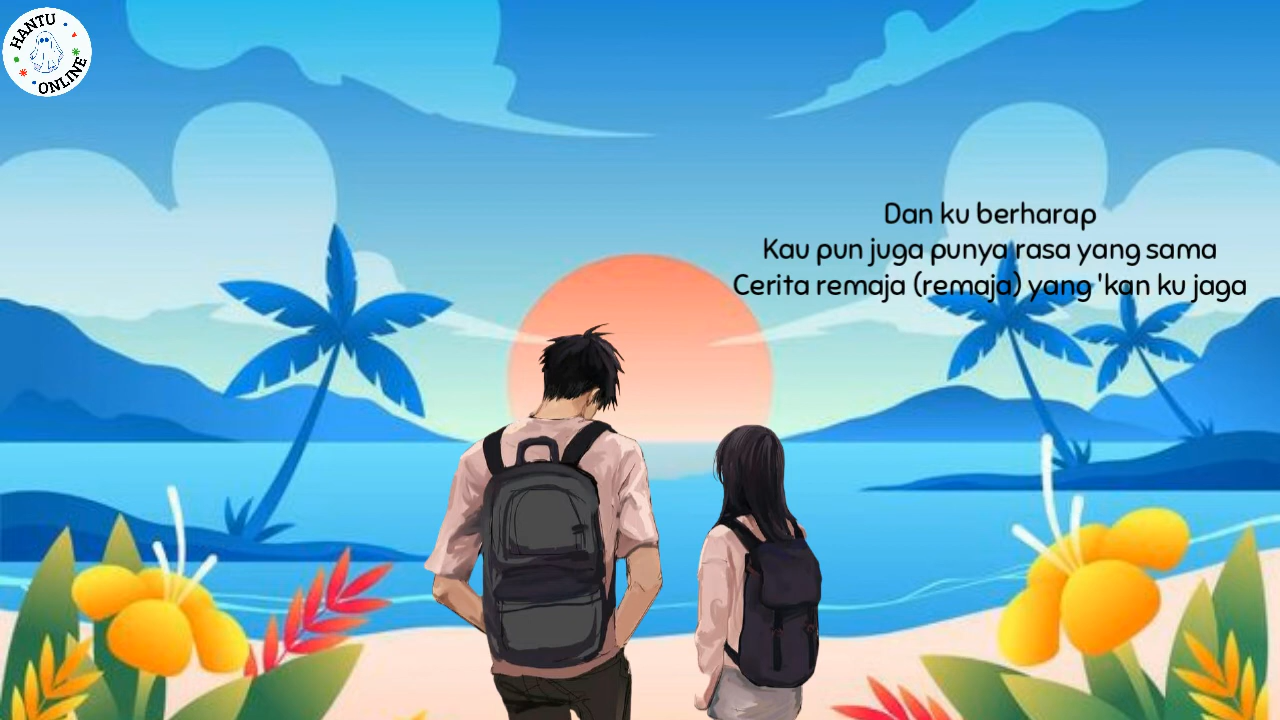 HANTU
ONLINE
Dan ku berharap
Kau pun juga punya rasa yang sama
Cerita remaja (remaja) yang 'kan ku jaga